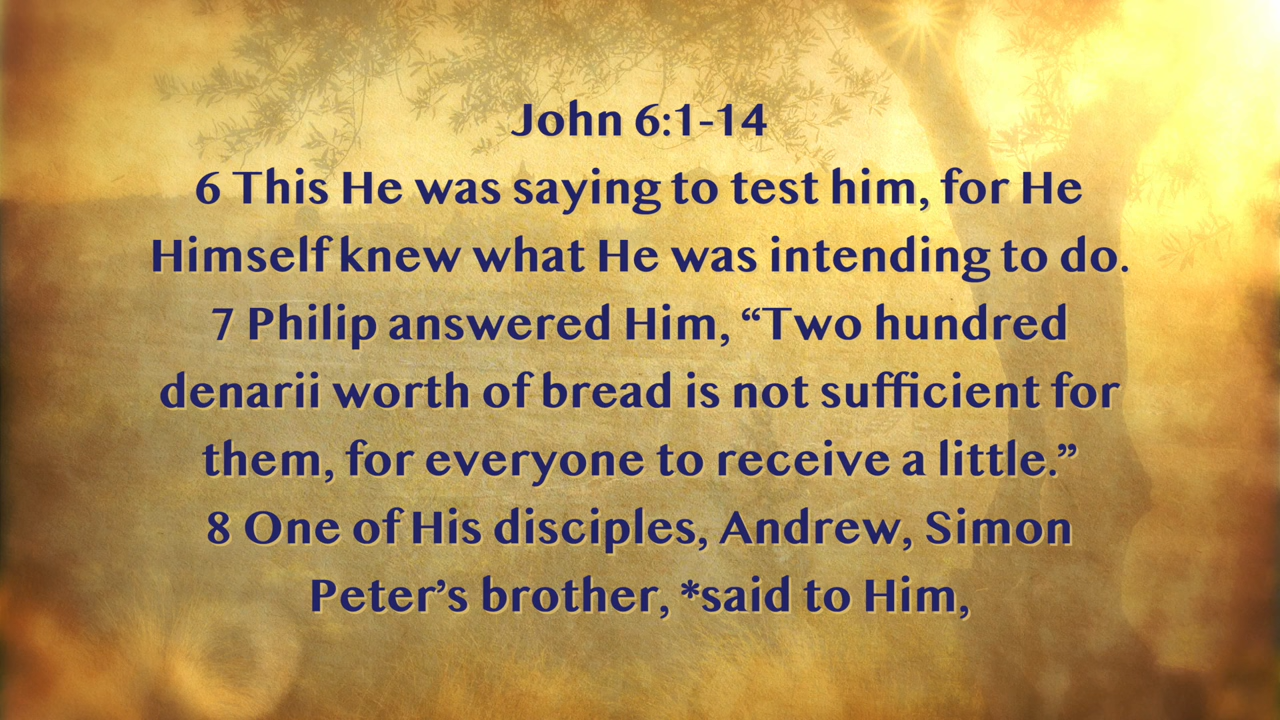 John 6:1-14
6 This He was saying to test him, for He
Himself knew what He was intending to do.
7 Philip answered Him, “Two hundred
denarii worth of bread is not sufficient for
them, for everyone to receive a little.”
8 One of His disciples, Andrew, Simon
Peter’s brother, *said to Him,